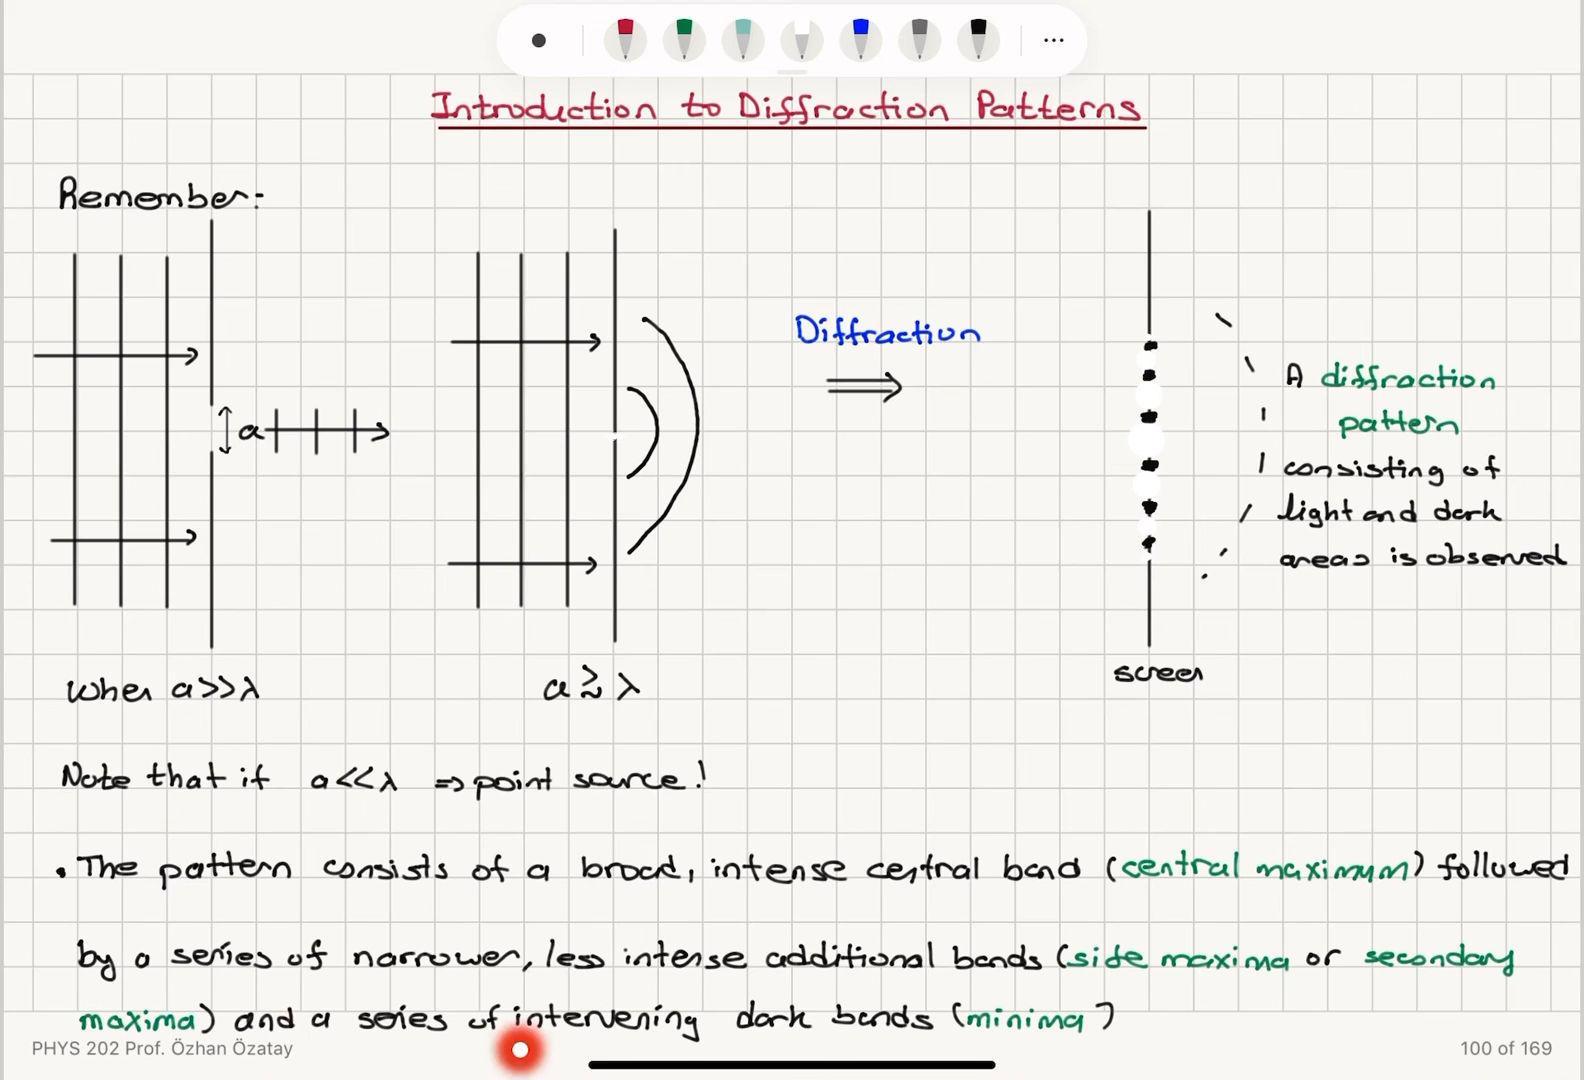 Introduction to Diffraction Patterns
Remember:
a
Diffraction
A diffraction
pattern
consisting of
light and dark
areas is observed
screen
when a>>λ
a≳λ
Note that if a<<λ ⇒ point source!
• The pattern consists of a broad, intense central band (central maximum) followed
by a series of narrower, less intense additional bands (side maxima or secondary
maxima) and a series of intervening dark bands (minima)
PHYS 202 Prof. Özhan Özatay
100 of 169